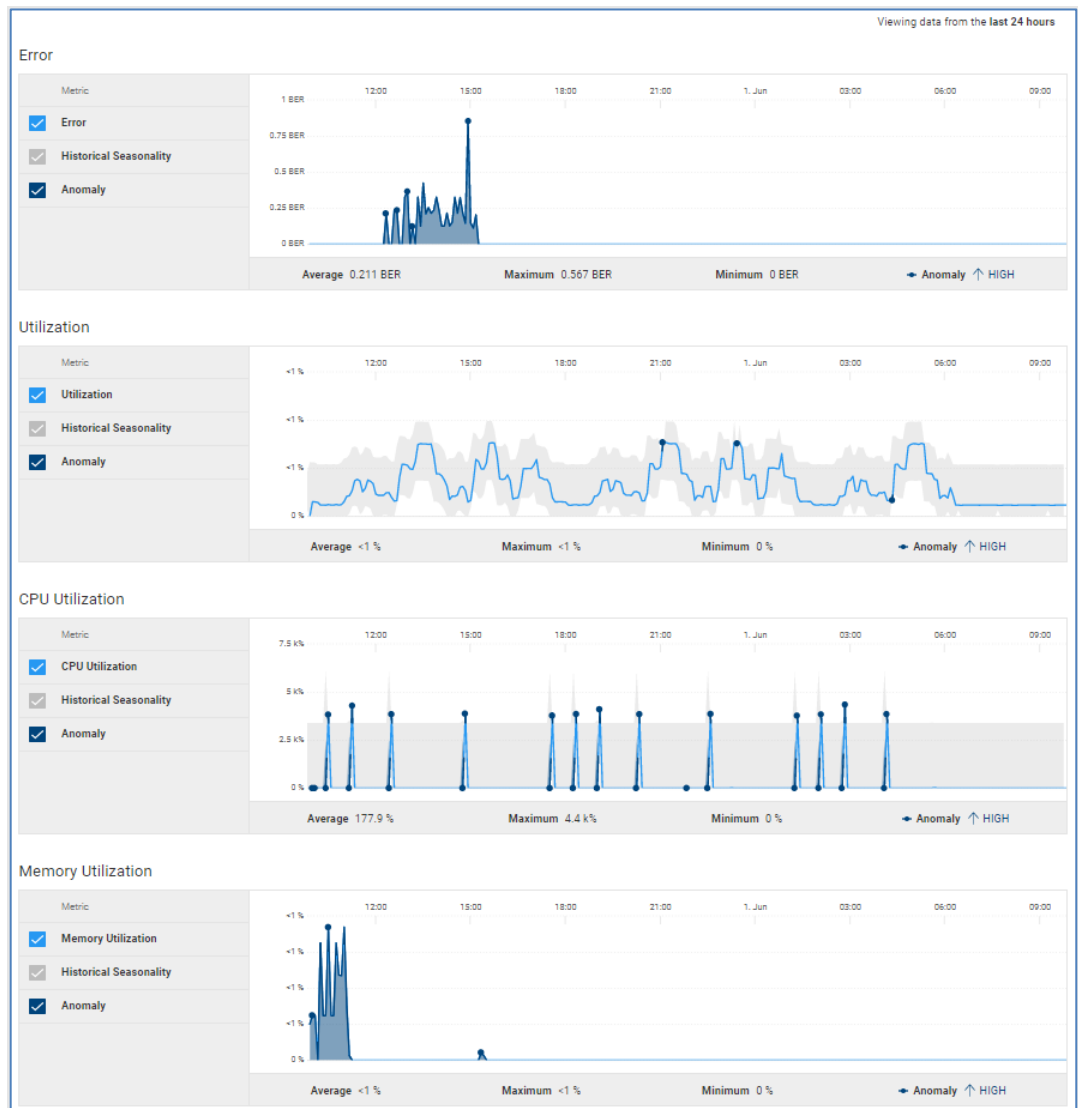 Viewing data from the last 24 hours
Error
Metric
Error
Historical Seasonality
Anomaly
12:00 15:00 18:00 21:00 1. Jun 03:00 06:00 09:00
1 BER
0.75 BER
0.5 BER
0.25 BER
0 BER
Average 0.211 BER Maximum 0.567 BER Minimum 0 BER Anomaly ↑ HIGH
Utilization
Metric
Utilization
Historical Seasonality
Anomaly
12:00 15:00 18:00 21:00 1. Jun 03:00 06:00 09:00
<1 %
<1 %
<1 %
0 %
Average <1 % Maximum <1 % Minimum 0 % Anomaly ↑ HIGH
CPU Utilization
Metric
CPU Utilization
Historical Seasonality
Anomaly
12:00 15:00 18:00 21:00 1. Jun 03:00 06:00 09:00
7.5 k%
5 k%
2.5 k%
0 %
Average 177.9 % Maximum 4.4 k% Minimum 0 % Anomaly ↑ HIGH
Memory Utilization
Metric
Memory Utilization
Historical Seasonality
Anomaly
12:00 15:00 18:00 21:00 1. Jun 03:00 06:00 09:00
<1 %
<1 %
<1 %
<1 %
0 %
Average <1 % Maximum <1 % Minimum 0 % Anomaly ↑ HIGH